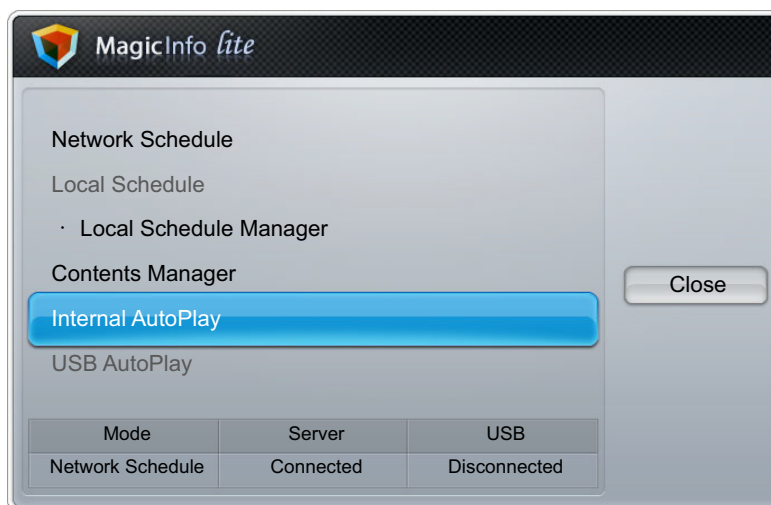 MagicInfo lite
Network Schedule
Local Schedule
· Local Schedule Manager
Contents Manager
Close
Internal AutoPlay
USB AutoPlay
Mode Server USB
Network Schedule Connected Disconnected